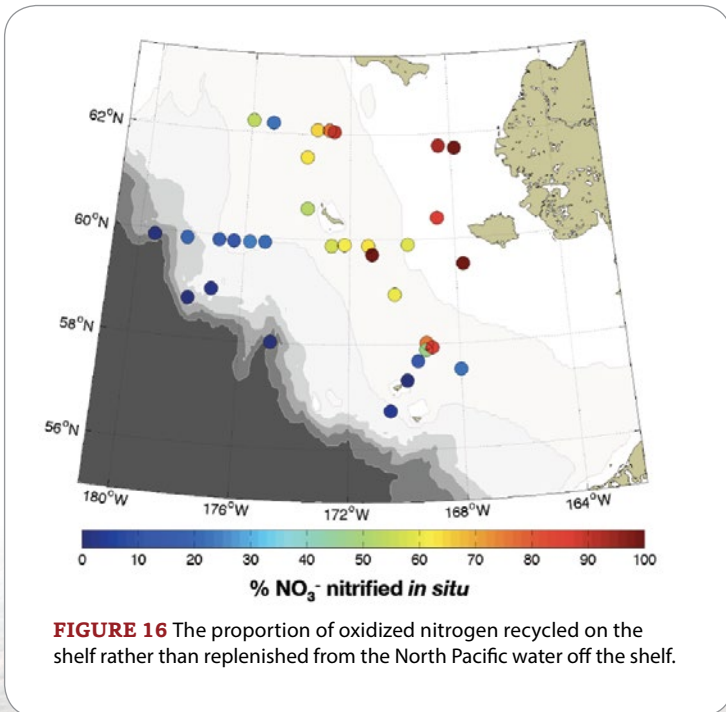 62°N
60°N
58°N
56°N
180°W
176°W
172°W
168°W
164°W
0 10 20 30 40 50 60 70 80 90 100
% NO₃⁻ nitrified in situ
FIGURE 16 The proportion of oxidized nitrogen recycled on the
shelf rather than replenished from the North Pacific water off the shelf.